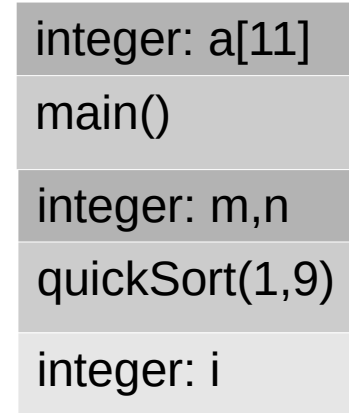 integer: a[11]
main()
integer: m,n
quickSort(1,9)
integer: i